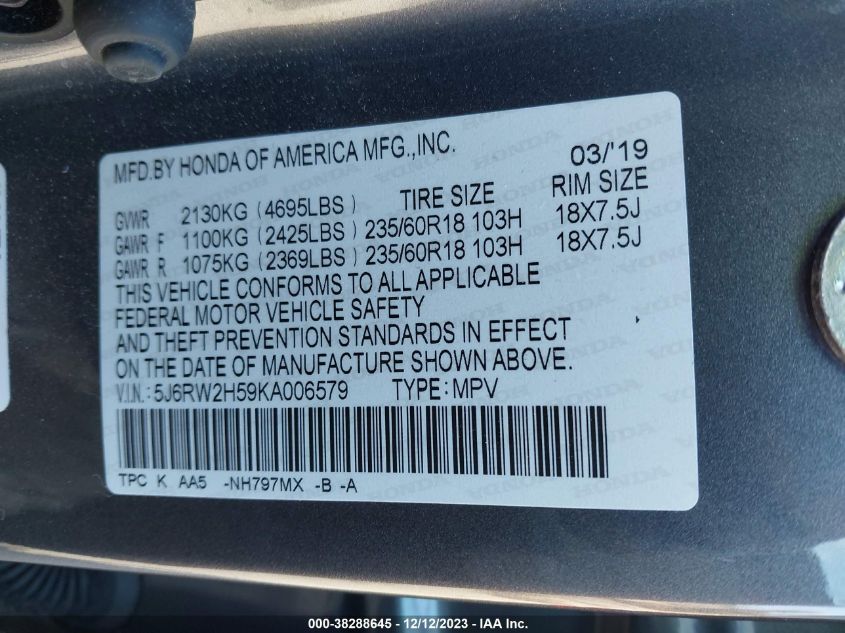 MFD.BY HONDA OF AMERICA MFG.,INC. 03/'19
GVWR 2130KG (4695LBS) TIRE SIZE RIM SIZE
GAWR F 1100KG (2425LBS) 235/60R18 103H 18X7.5J
GAWR R 1075KG (2369LBS) 235/60R18 103H 18X7.5J
THIS VEHICLE CONFORMS TO ALL APPLICABLE
FEDERAL MOTOR VEHICLE SAFETY
AND THEFT PREVENTION STANDARDS IN EFFECT
ON THE DATE OF MANUFACTURE SHOWN ABOVE.
V.I.N.: 5J6RW2H59KA006579 TYPE: MPV
TPC K AA5 -NH797MX -B -A
000-38288645 - 12/12/2023 - IAA Inc.